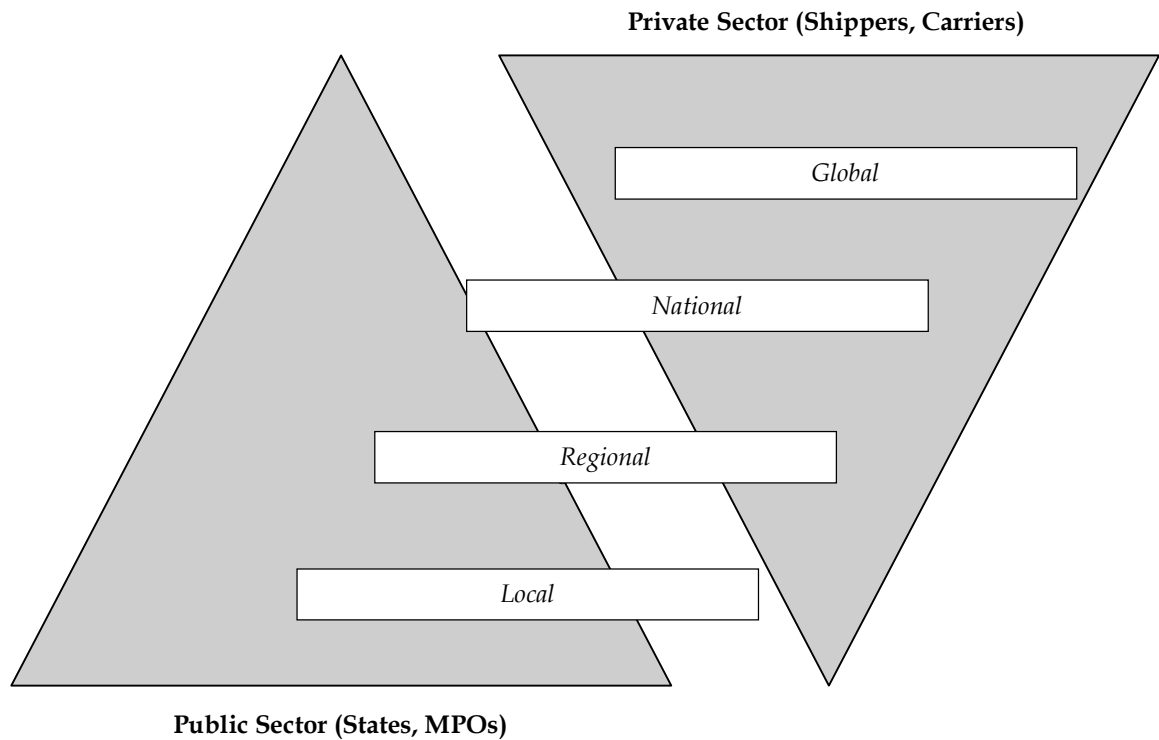 Private Sector (Shippers, Carriers)
Global
National
Regional
Local
Public Sector (States, MPOs)